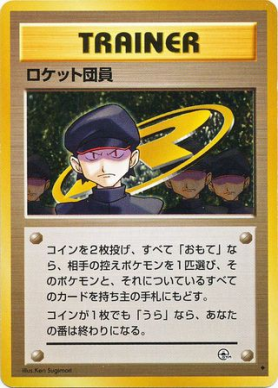 TRAINER
ロケット団員
コインを2枚投げ、すべて「おもて」な
ら、相手の控えポケモンを1匹選び、そ
のポケモンと、それについているすべて
のカードを持ち主の手札にもどす。
コインが1枚でも「うら」なら、あなた
の番は終わりになる。
Illus. Ken Sugimori